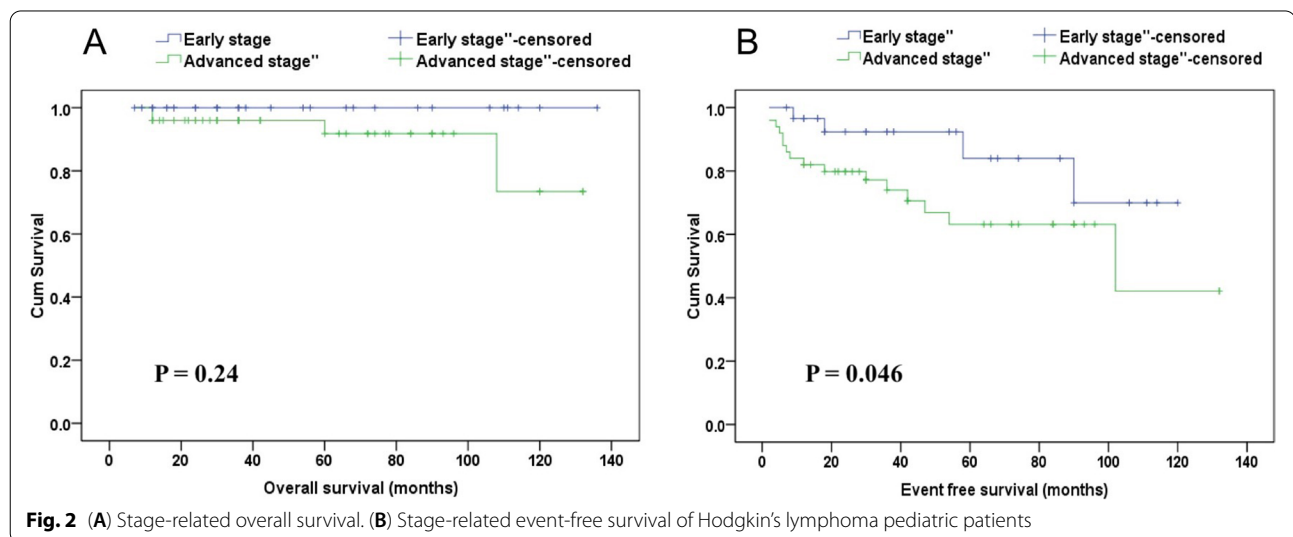 A
Early stage
Early stage"-censored
Advanced stage"
Advanced stage"-censored
Cum Survival
1.0
0.8
0.6
0.4
0.2
0.0
P = 0.24
0 20 40 60 80 100 120 140
Overall survival (months)
B
Early stage"
Early stage"-censored
Advanced stage"
Advanced stage"-censored
Cum Survival
1.0
0.8
0.6
0.4
0.2
0.0
P = 0.046
0 20 40 60 80 100 120 140
Event free survival (months)
Fig. 2 (A) Stage-related overall survival. (B) Stage-related event-free survival of Hodgkin's lymphoma pediatric patients